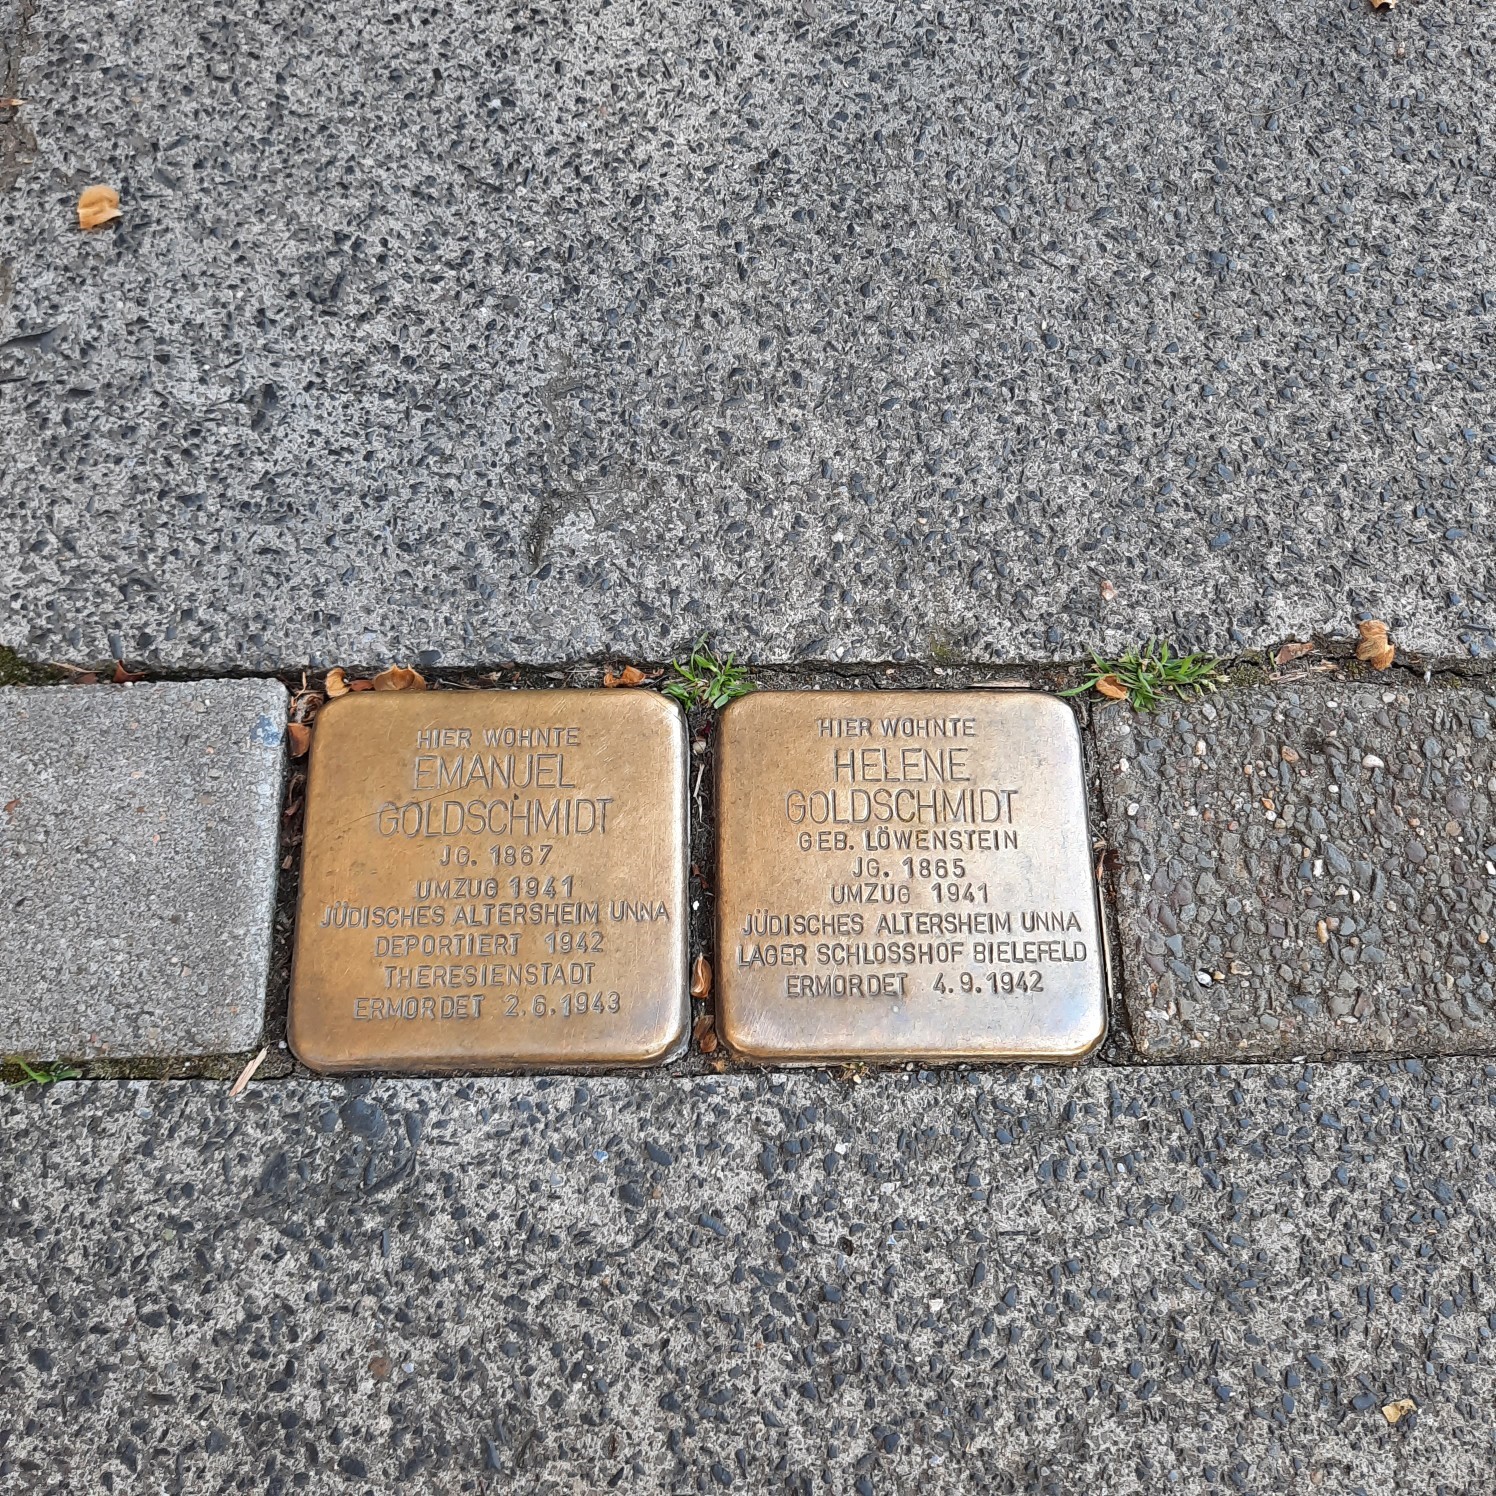 HIER WOHNTE
EMANUEL
GOLDSCHMIDT
JG. 1867
UMZUG 1941
JÜDISCHES ALTERSHEIM UNNA
DEPORTIERT 1942
THERESIENSTADT
ERMORDET 2.6.1943
HIER WOHNTE
HELENE
GOLDSCHMIDT
GEB. LÖWENSTEIN
JG. 1865
UMZUG 1941
JÜDISCHES ALTERSHEIM UNNA
LAGER SCHLOSSHOF BIELEFELD
ERMORDET 4.9.1942